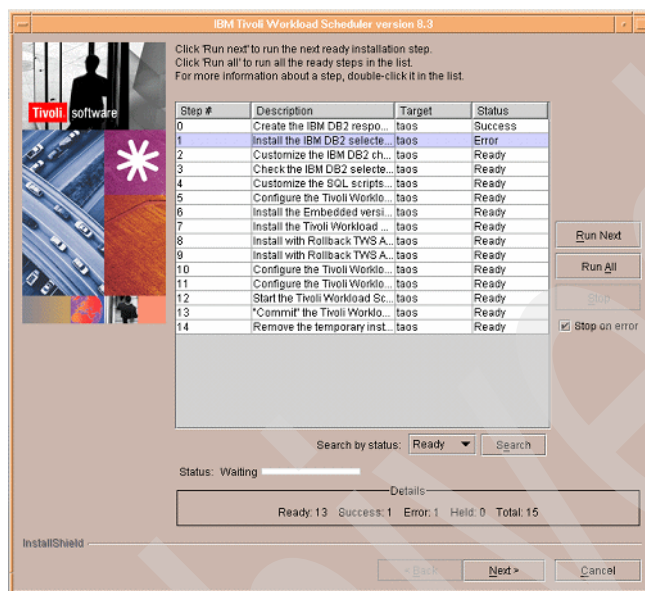 IBM Tivoli Workload Scheduler version 8.3
Click 'Run next' to run the next ready installation step.
Click 'Run all' to run all the ready steps in the list.
For more information about a step, double-click it in the list.
Tivoli software
Step # Description Target Status
0 Create the IBM DB2 respo... taos Success
1 Install the IBM DB2 selecte... taos Error
2 Customize the IBM DB2 ch... taos Ready
3 Check the IBM DB2 selecte... taos Ready
4 Customize the SQL scripts... taos Ready
5 Configure the Tivoli Worklo... taos Ready
6 Install the Embedded versi... taos Ready
7 Install the Tivoli Workload ... taos Ready
8 Install with Rollback TWS A... taos Ready
9 Install with Rollback TWS A... taos Ready
10 Configure the Tivoli Worklo... taos Ready
11 Configure the Tivoli Worklo... taos Ready
12 Start the Tivoli Workload Sc... taos Ready
13 "Commit" the Tivoli Worklo... taos Ready
14 Remove the temporary inst... taos Ready
Run Next
Run All
Stop
Stop on error
Search by status: Ready Search
Status: Waiting
Details
Ready: 13 Success: 1 Error: 1 Held: 0 Total: 15
InstallShield
< Back Next > Cancel